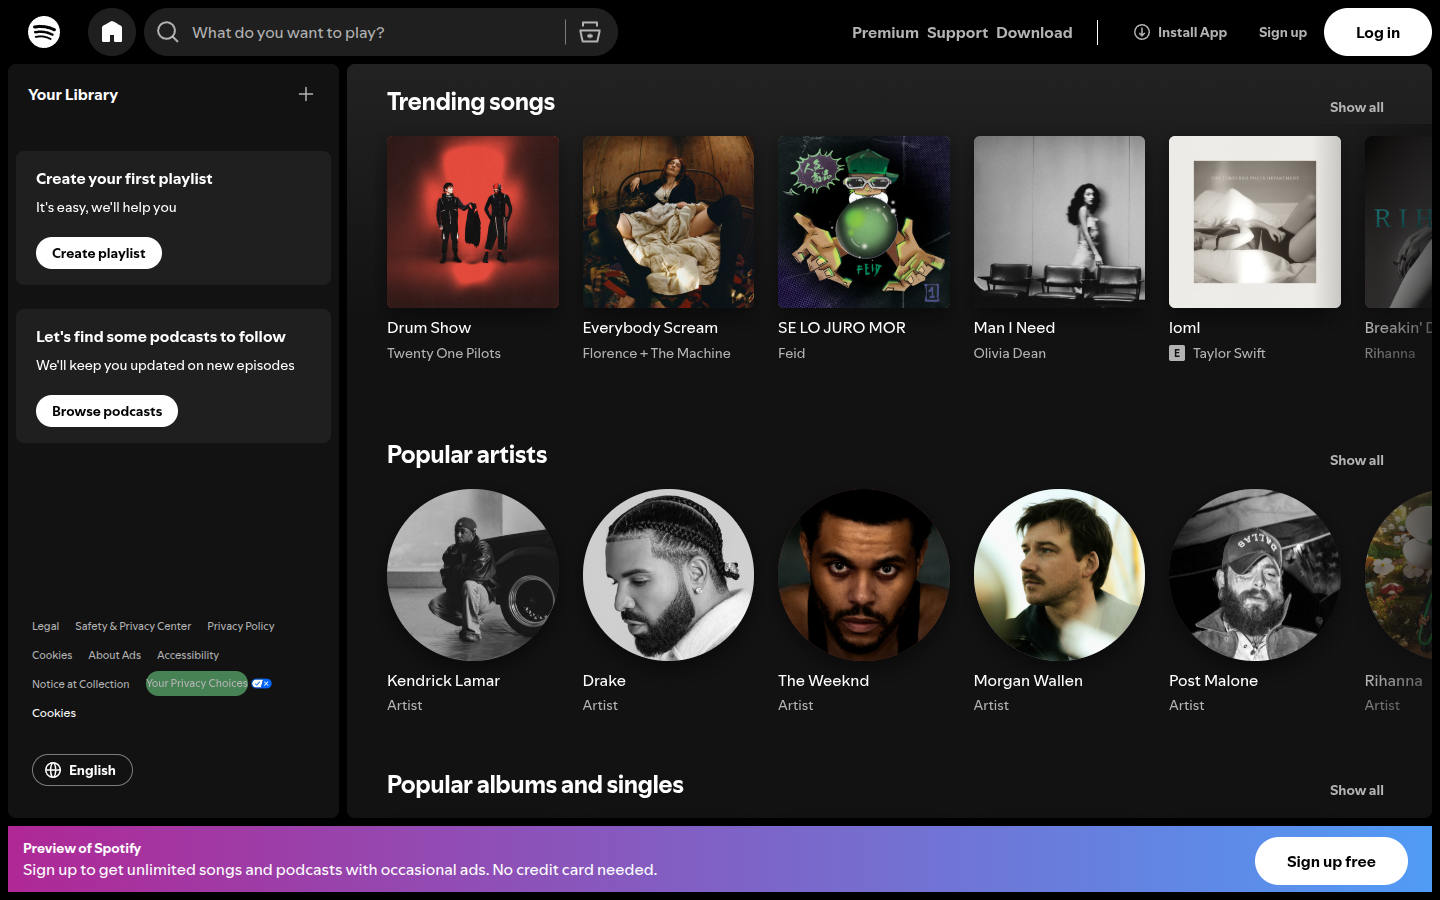 What do you want to play?
Premium Support Download
Install App
Sign up
Log in
Your Library
Create your first playlist
It's easy, we'll help you
Create playlist
Let's find some podcasts to follow
We'll keep you updated on new episodes
Browse podcasts
Legal Safety & Privacy Center Privacy Policy
Cookies About Ads Accessibility
Notice at Collection Your Privacy Choices
Cookies
English
Trending songs
Show all
FEID
1
RIH
Drum Show
Twenty One Pilots
Everybody Scream
Florence + The Machine
SE LO JURO MOR
Feid
Man I Need
Olivia Dean
loml
E Taylor Swift
Breakin' D
Rihanna
Popular artists
Show all
DALLAS
Kendrick Lamar
Artist
Drake
Artist
The Weeknd
Artist
Morgan Wallen
Artist
Post Malone
Artist
Rihanna
Artist
Popular albums and singles
Show all
Preview of Spotify
Sign up to get unlimited songs and podcasts with occasional ads. No credit card needed.
Sign up free